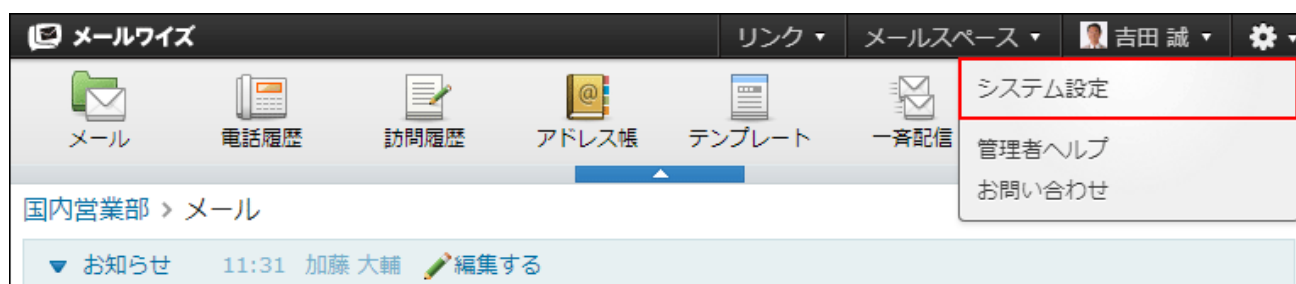 メールワイズ リンク ▼ メールスペース ▼ 吉田 誠 ▼
メール 電話履歴 訪問履歴 アドレス帳 テンプレート 一斉配信
システム設定
管理者ヘルプ
お問い合わせ
国内営業部 > メール
▼ お知らせ 11:31 加藤 大輔 編集する